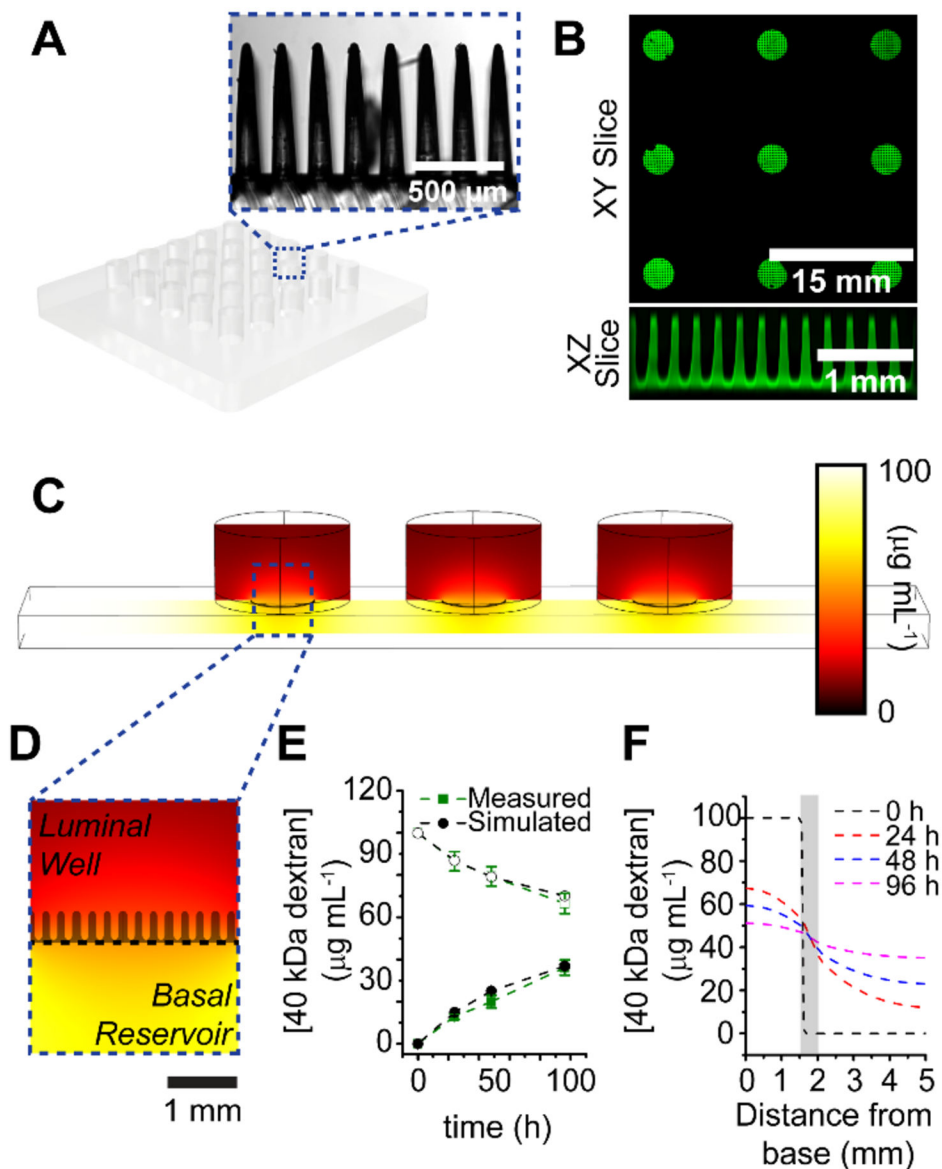 A
500 µm
B
XY Slice
15 mm
XZ
Slice
1 mm
C
100
(µg mL⁻¹)
0
D
Luminal
Well
Basal
Reservoir
1 mm
E
[40 kDa dextran]
(µg mL⁻¹)
120
90
60
30
0
Measured
Simulated
0 50 100
time (h)
F
[40 kDa dextran]
(µg mL⁻¹)
100
80
60
40
20
0
0 h
24 h
48 h
96 h
0 1 2 3 4 5
Distance from
base (mm)